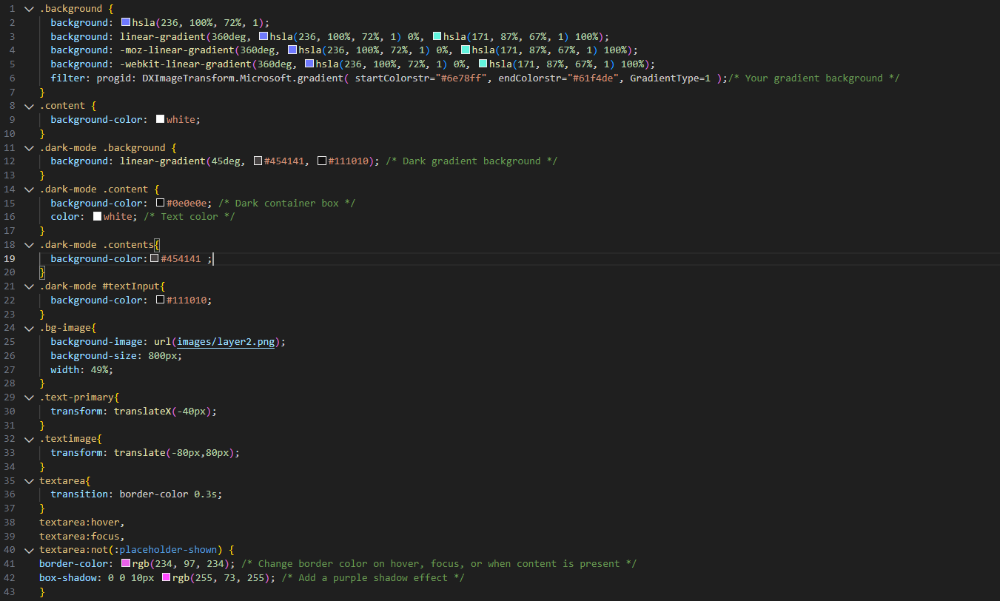 1 .background {
2 background: hsla(236, 100%, 72%, 1);
3 background: linear-gradient(360deg, hsla(236, 100%, 72%, 1) 0%, hsla(171, 87%, 67%, 1) 100%);
4 background: -moz-linear-gradient(360deg, hsla(236, 100%, 72%, 1) 0%, hsla(171, 87%, 67%, 1) 100%);
5 background: -webkit-linear-gradient(360deg, hsla(236, 100%, 72%, 1) 0%, hsla(171, 87%, 67%, 1) 100%);
6 filter: progid: DXImageTransform.Microsoft.gradient( startColorstr="#6e78ff", endColorstr="#61f4de", GradientType=1 );/* Your gradient background */
7 }
8 .content {
9 background-color: white;
10 }
11 .dark-mode .background {
12 background: linear-gradient(45deg, #454141, #111010); /* Dark gradient background */
13 }
14 .dark-mode .content {
15 background-color: #0e0e0e; /* Dark container box */
16 color: white; /* Text color */
17 }
18 .dark-mode .contents{
19 background-color: #454141 ;
20 }
21 .dark-mode #textInput{
22 background-color: #111010;
23 }
24 .bg-image{
25 background-image: url(images/layer2.png);
26 background-size: 800px;
27 width: 49%;
28 }
29 .text-primary{
30 transform: translateX(-40px);
31 }
32 .textimage{
33 transform: translate(-80px,80px);
34 }
35 textarea{
36 transition: border-color 0.3s;
37 }
38 textarea:hover,
39 textarea:focus,
40 textarea:not(:placeholder-shown) {
41 border-color: rgb(234, 97, 234); /* Change border color on hover, focus, or when content is present */
42 box-shadow: 0 0 10px rgb(255, 73, 255); /* Add a purple shadow effect */
43 }